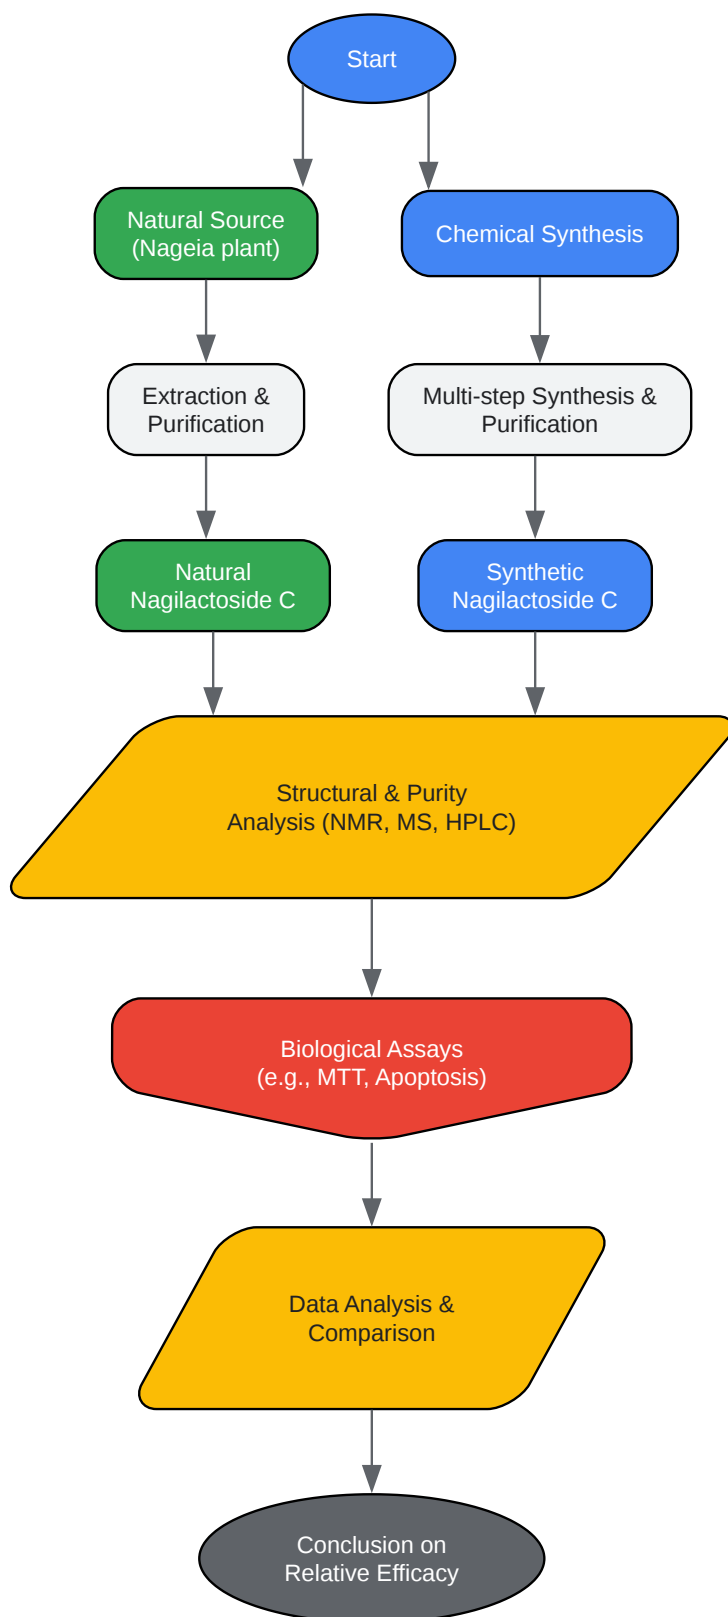 Start
Natural Source
(Nageia plant)
Chemical Synthesis
Extraction &
Purification
Multi-step Synthesis &
Purification
Natural
Nagilactoside C
Synthetic
Nagilactoside C
Structural & Purity
Analysis (NMR, MS, HPLC)
Biological Assays
(e.g., MTT, Apoptosis)
Data Analysis &
Comparison
Conclusion on
Relative Efficacy